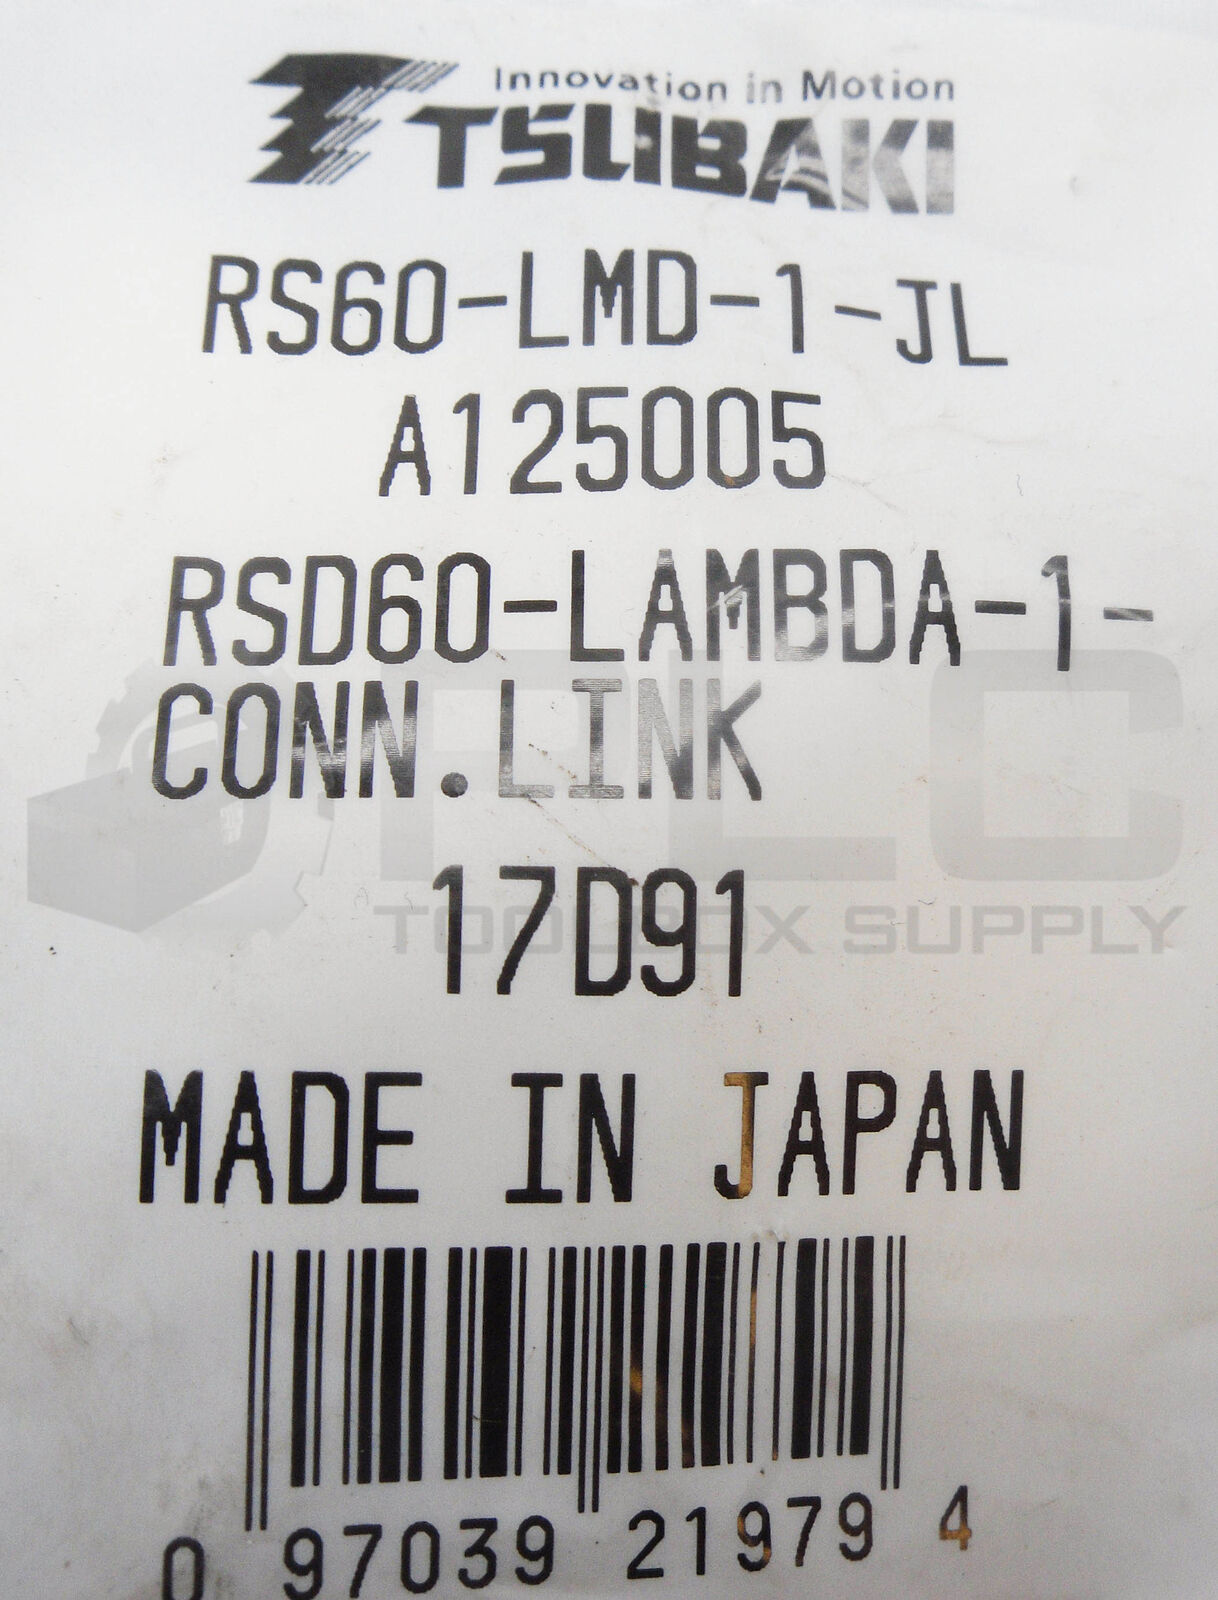 Innovation in Motion
TSUBAKI
RS60-LMD-1-JL
A125005
RSD60-LAMBDA-1-
CONN.LINK
PLC
17D91
TOOLBOX SUPPLY
MADE IN JAPAN
0 97039 21979 4